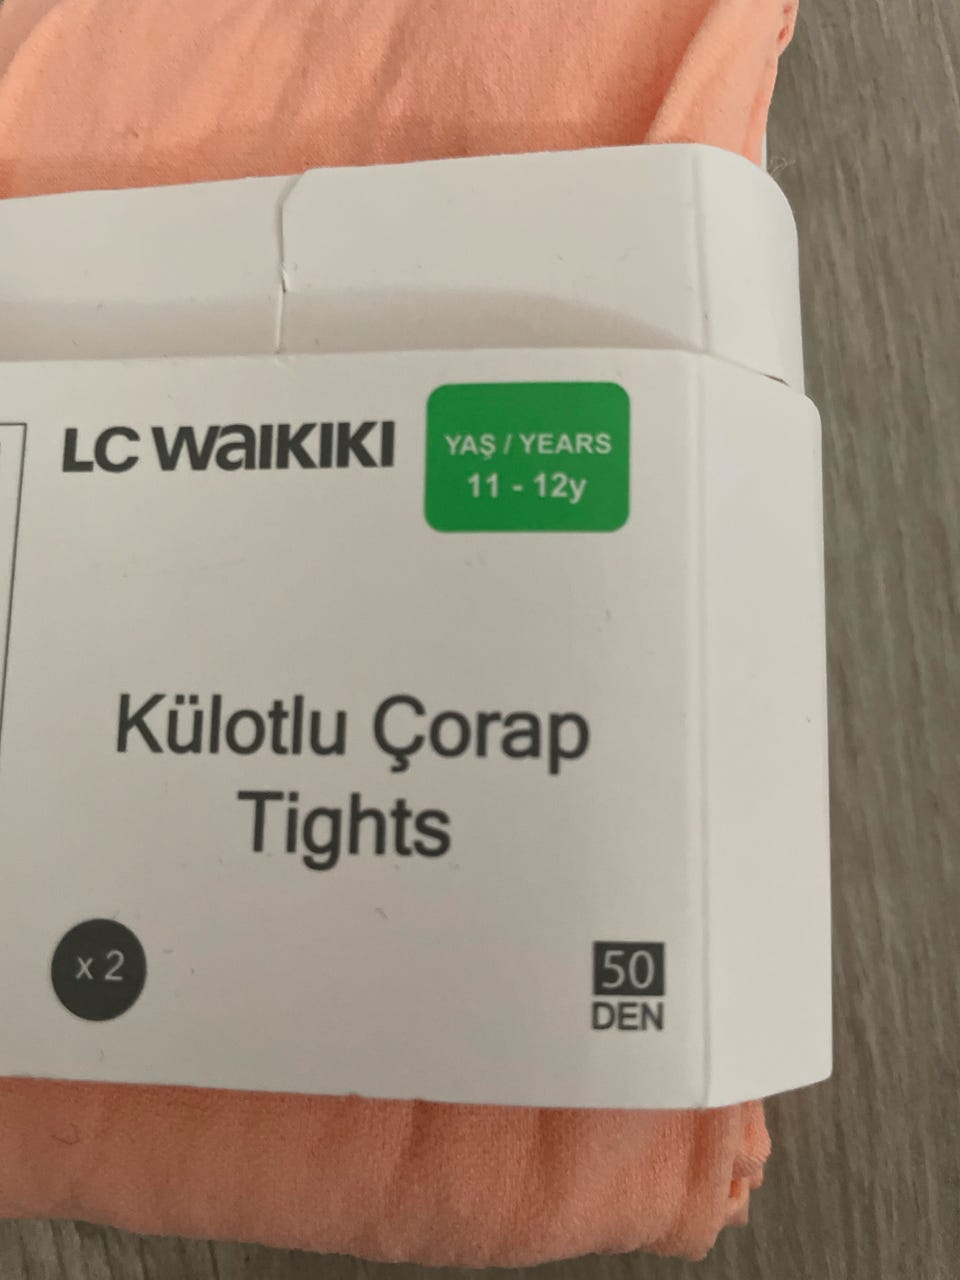 LC WAIKIKI
YAŞ / YEARS
11 - 12y
Külotlu Çorap
Tights
x 2
50
DEN